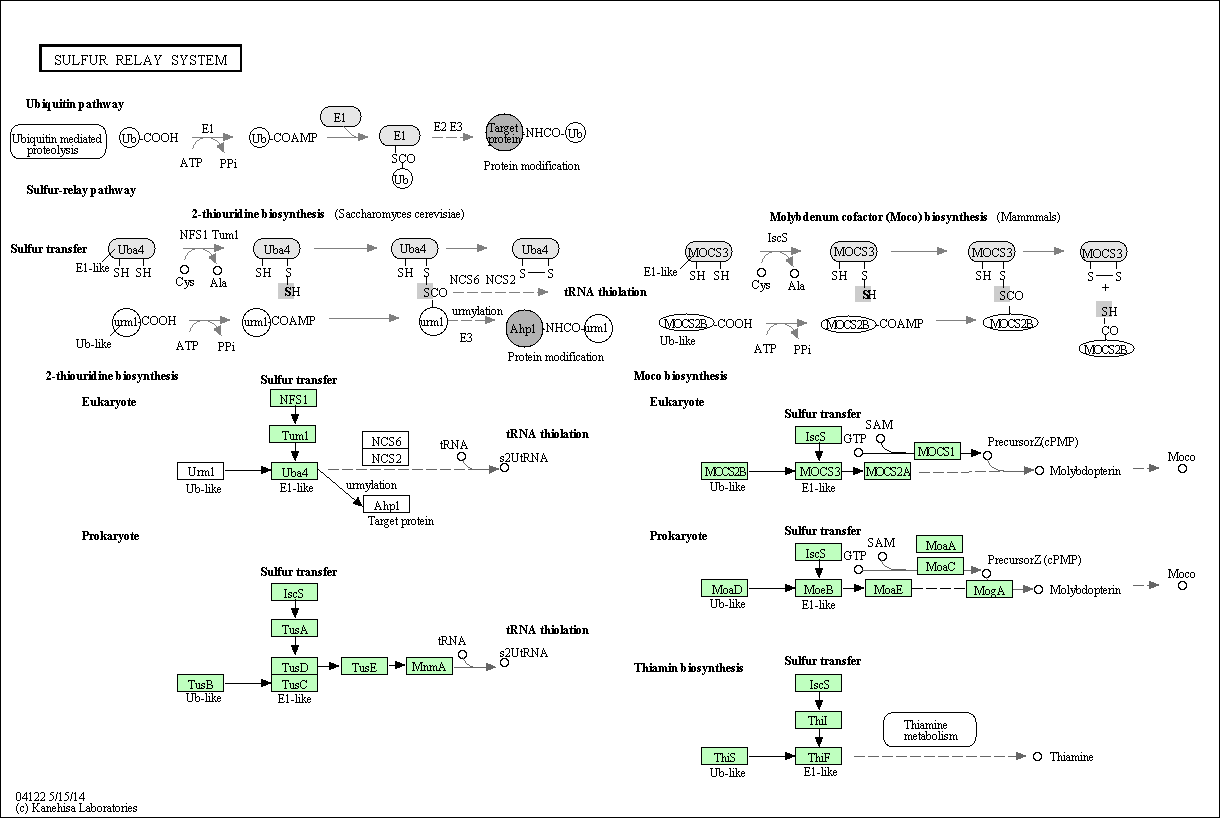 SULFUR RELAY SYSTEM
Ubiquitin pathway
Ubiquitin mediated
proteolysis
Ub
-COOH
E1
ATP
PPi
Ub
-COAMP
E1
E1
SCO
Ub
E2 E3
Target
protein
-NHCO-
Ub
Protein modification
Sulfur-relay pathway
2-thiouridine biosynthesis (Saccharomyces cerevisiae)
Sulfur transfer
Uba4
E1-like
SH SH
NFS1 Tum1
Cys
Ala
Uba4
SH S
SH
Uba4
SH S
SCO
NCS6 NCS2
tRNA thiolation
Uba4
S S
urm1
-COOH
Ub-like
ATP
PPi
urm1
-COAMP
urm1
urmylation
E3
Ahp1
-NHCO-
urm1
Protein modification
Molybdenum cofactor (Moco) biosynthesis (Mammmals)
MOCS3
E1-like
SH SH
IscS
Cys
Ala
MOCS3
SH S
SH
MOCS3
SH S
SCO
MOCS3
S S
+
SH
CO
MOCS2B
MOCS2B
-COOH
Ub-like
ATP
PPi
MOCS2B
-COAMP
MOCS2B
2-thiouridine biosynthesis
Eukaryote
Sulfur transfer
NFS1
Tum1
Urm1
Ub-like
Uba4
E1-like
NCS6
NCS2
tRNA
tRNA thiolation
s2UtRNA
urmylation
Ahp1
Target protein
Prokaryote
Sulfur transfer
IscS
TusA
TusD
TusB
Ub-like
TusC
E1-like
TusE
MnmA
tRNA
tRNA thiolation
s2UtRNA
Moco biosynthesis
Eukaryote
Sulfur transfer
IscS
GTP
SAM
MOCS1
PrecursorZ(cPMP)
MOCS2B
Ub-like
MOCS3
E1-like
MOCS2A
Molybdopterin
Moco
Prokaryote
Sulfur transfer
IscS
GTP
SAM
MoaA
MoaC
PrecursorZ (cPMP)
MoaD
Ub-like
MoeB
E1-like
MoaE
MogA
Molybdopterin
Moco
Thiamin biosynthesis
Sulfur transfer
IscS
ThiI
ThiS
Ub-like
ThiF
E1-like
Thiamine
metabolism
Thiamine
04122 5/15/14
(c) Kanehisa Laboratories